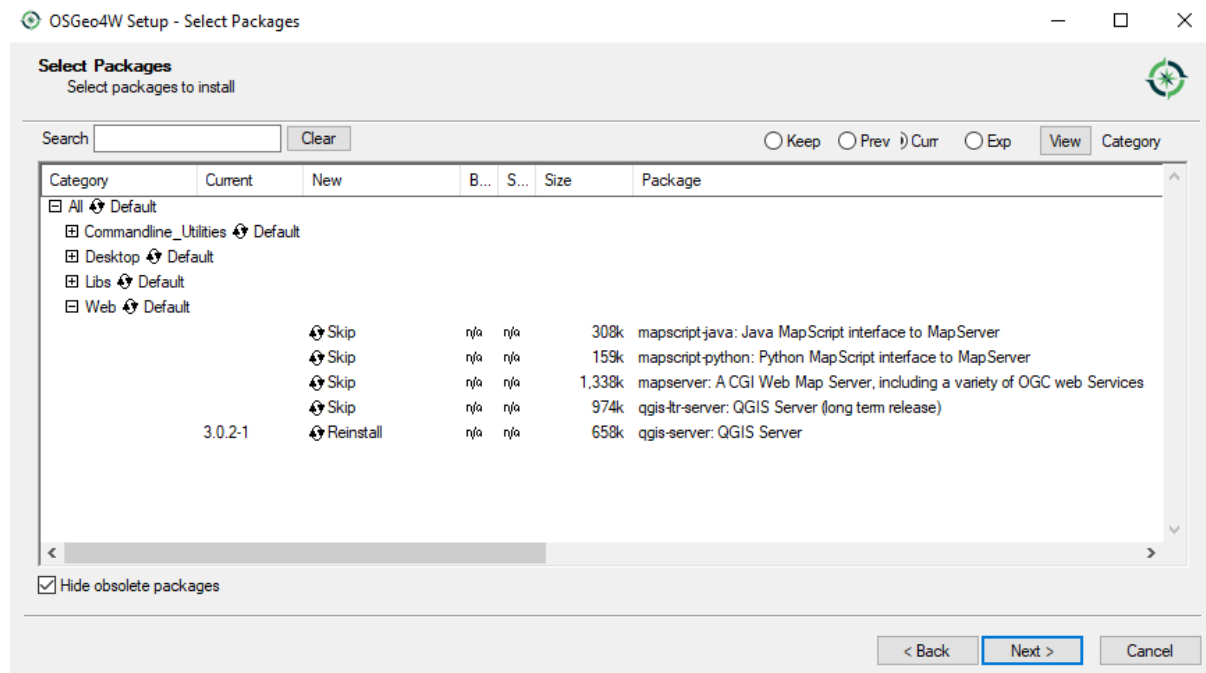 OSGeo4W Setup - Select Packages
Select Packages
Select packages to install
Search Clear Keep Prev Curr Exp View Category
Category Current New B... S... Size Package
All Default
Commandline_Utilities Default
Desktop Default
Libs Default
Web Default
Skip n/a n/a 308k mapscript-java: Java MapScript interface to MapServer
Skip n/a n/a 159k mapscript-python: Python MapScript interface to MapServer
Skip n/a n/a 1,338k mapserver: A CGI Web Map Server, including a variety of OGC web Services
Skip n/a n/a 974k qgis-ltr-server: QGIS Server (long term release)
3.0.2-1 Reinstall n/a n/a 658k qgis-server: QGIS Server
Hide obsolete packages
< Back Next > Cancel